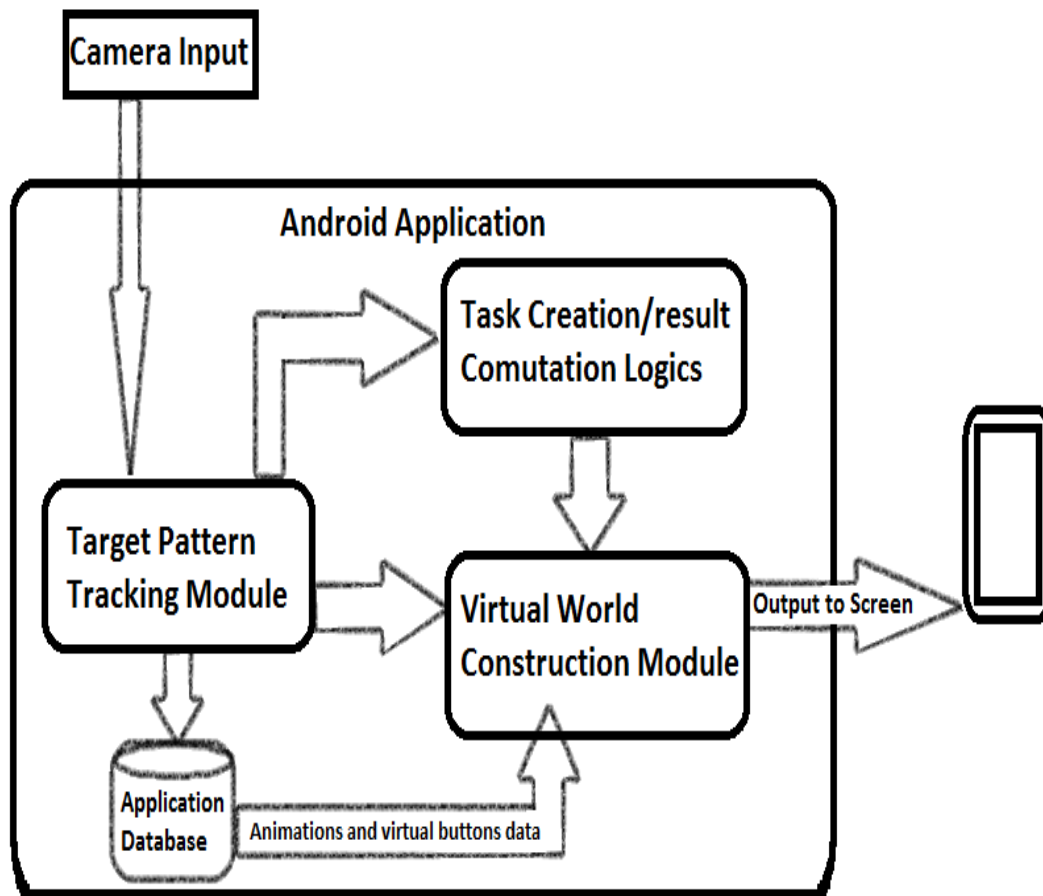 Camera Input
Android Application
Task Creation/result
Comutation Logics
Target Pattern
Tracking Module
Virtual World
Construction Module
Output to Screen
Application
Database
Animations and virtual buttons data